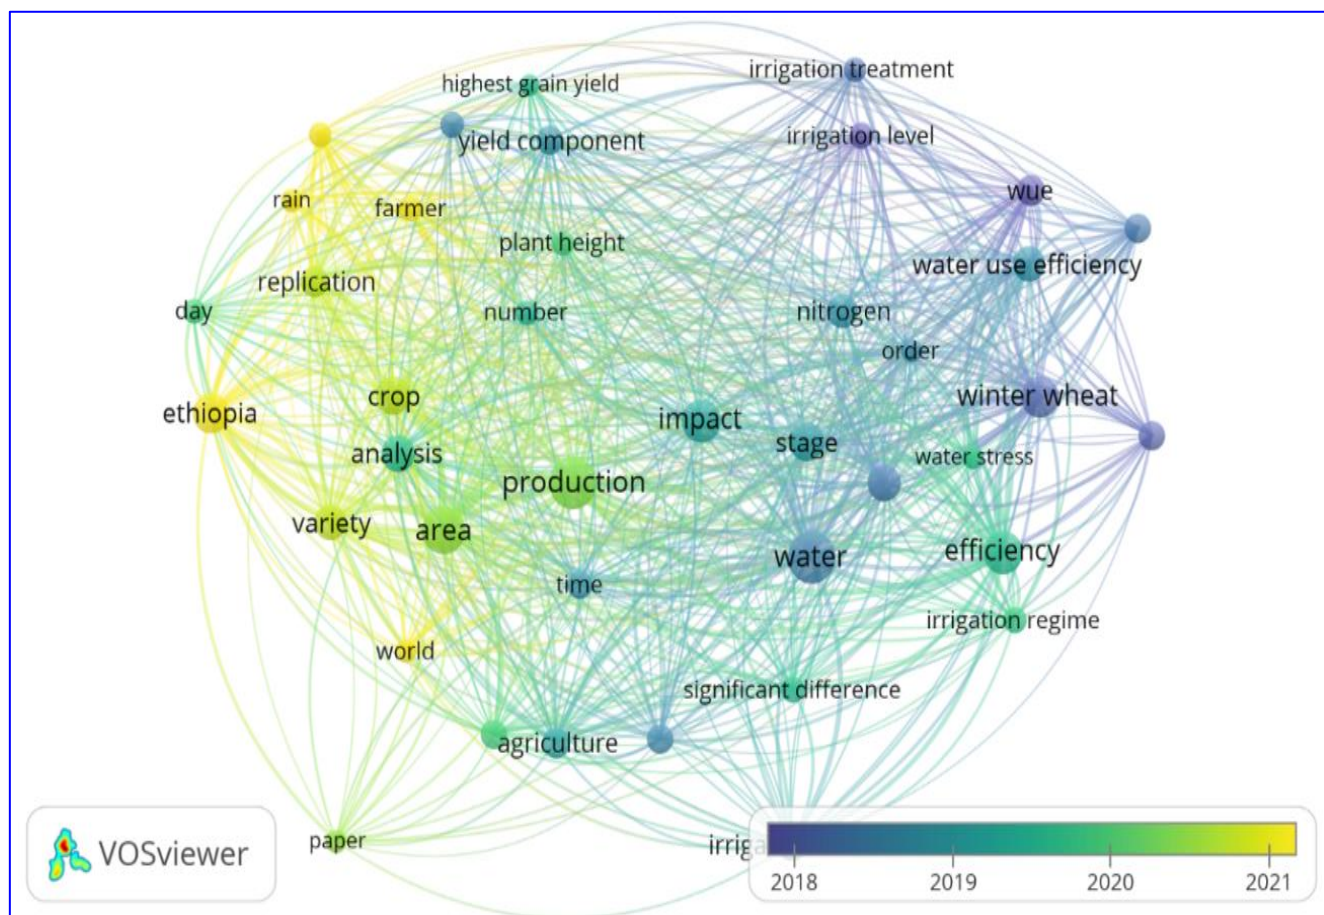 irrigation treatment
highest grain yield
irrigation level
yield component
wue
rain
farmer
plant height
water use efficiency
replication
day
number
nitrogen
order
crop
winter wheat
ethiopia
impact
analysis
stage
water stress
production
variety
area
efficiency
water
time
irrigation regime
world
significant difference
agriculture
paper
VOSviewer
2018 2019 2020 2021